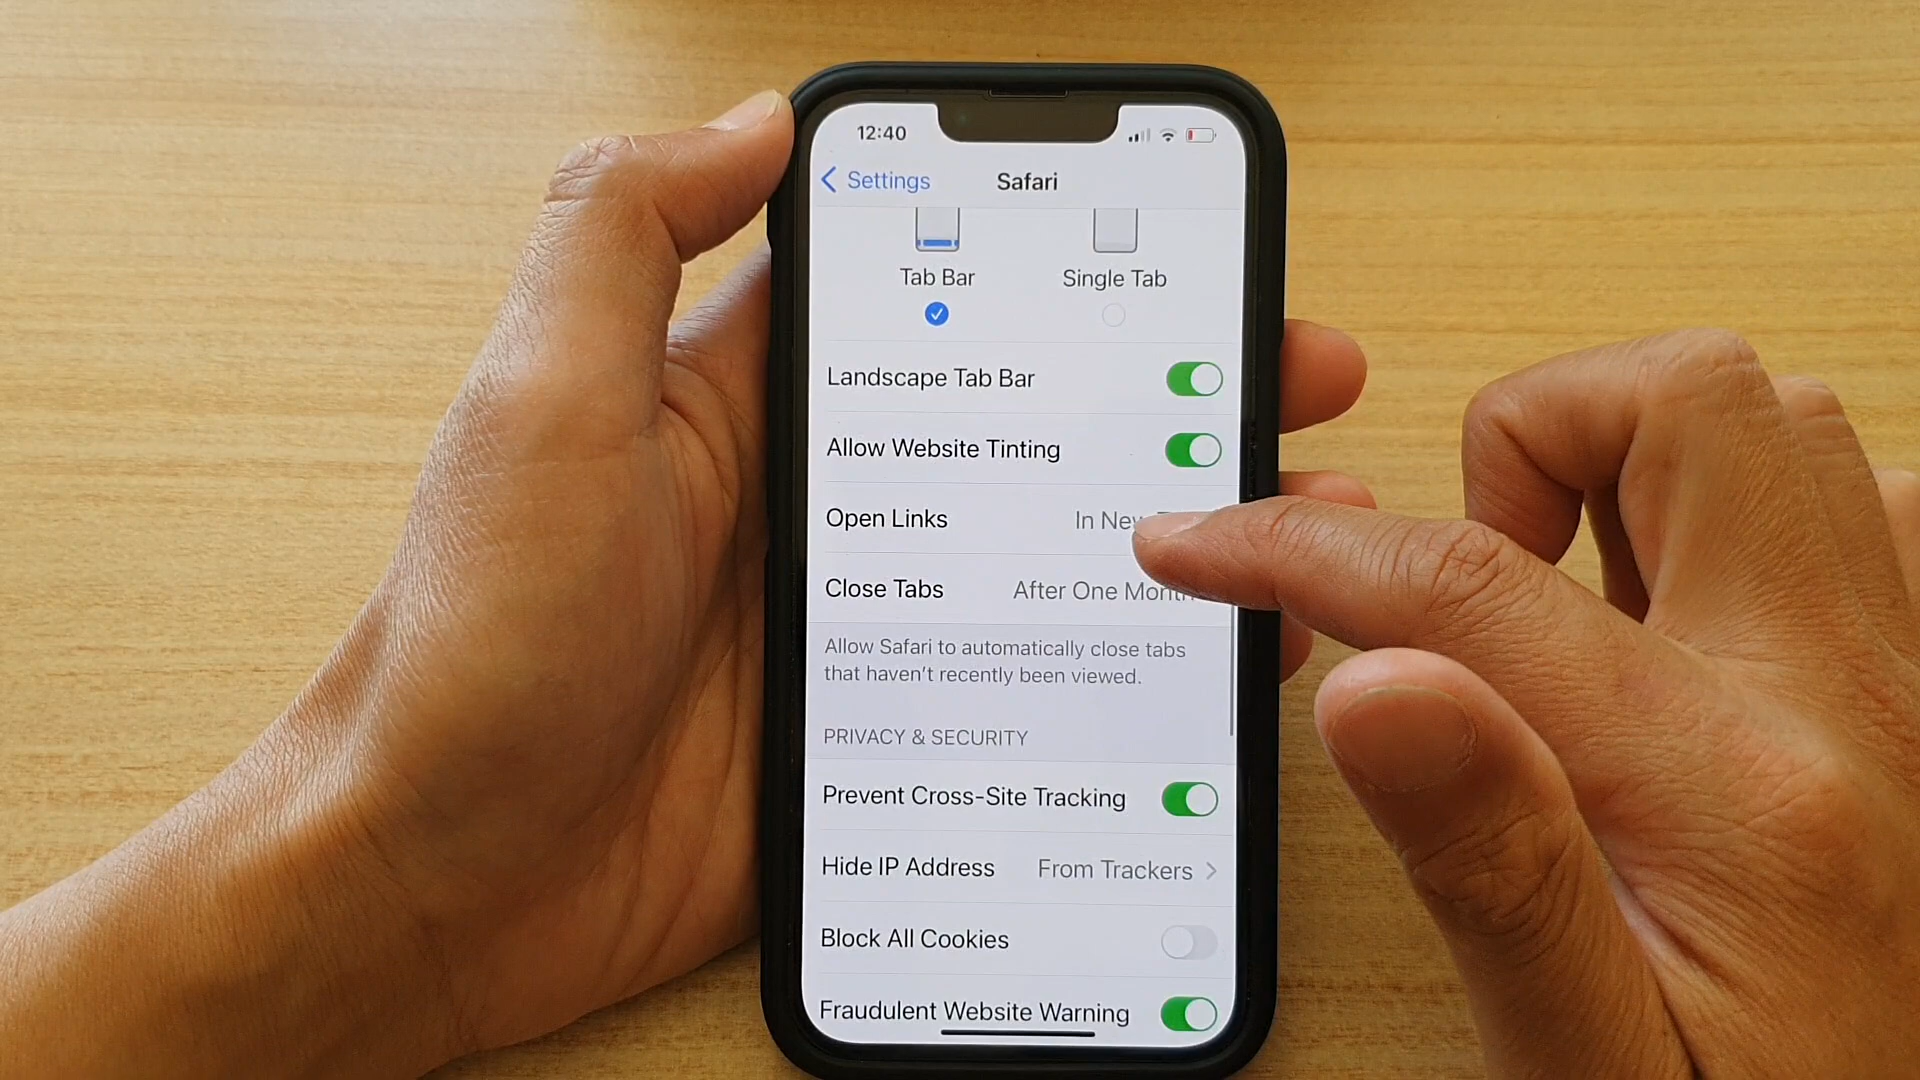 12:40
Settings
Safari
Tab Bar
Single Tab
Landscape Tab Bar
Allow Website Tinting
Open Links
In New
Close Tabs
After One Month
Allow Safari to automatically close tabs
that haven't recently been viewed.
PRIVACY & SECURITY
Prevent Cross-Site Tracking
Hide IP Address
From Trackers
Block All Cookies
Fraudulent Website Warning